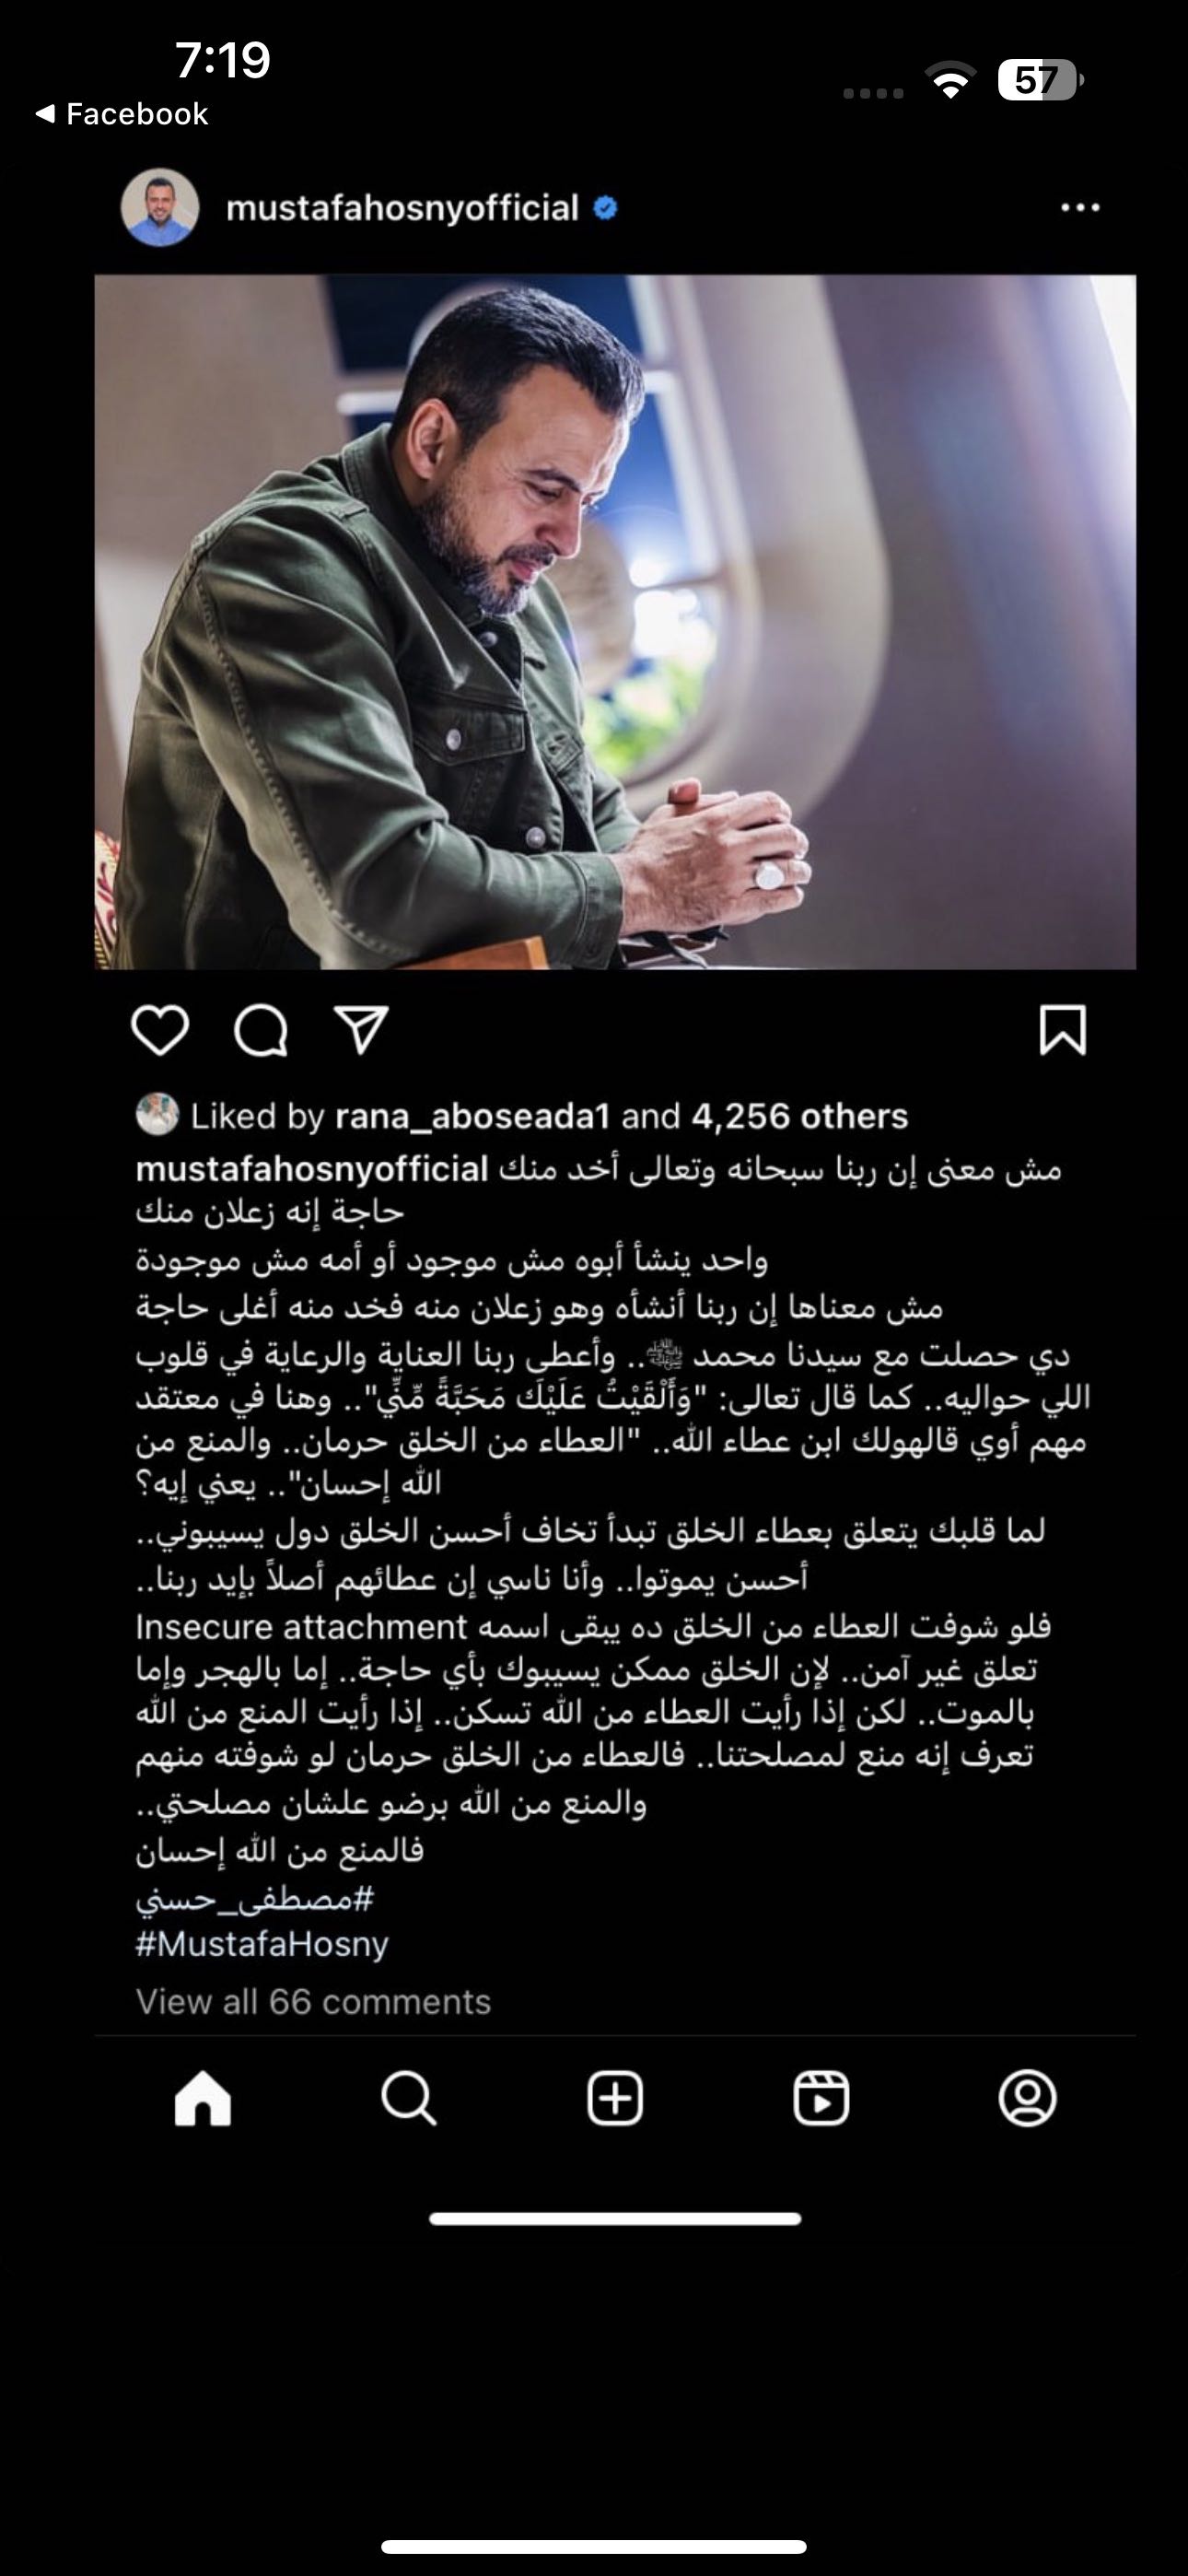 7:19
57
◀ Facebook
mustafahosnyofficial
Liked by rana_aboseada1 and 4,256 others
mustafahosnyofficial مش معنى إن ربنا سبحانه وتعالى أخد منك
حاجة إنه زعلان منك
واحد ينشأ أبوه مش موجود أو أمه مش موجودة
مش معناها إن ربنا أنشأه وهو زعلان منه فخد منه أغلى حاجة
دي حصلت مع سيدنا محمد ﷺ.. وأعطى ربنا العناية والرعاية في قلوب
اللي حواليه.. كما قال تعالى: "وَأَلْقَيْتُ عَلَيْكَ مَحَبَّةً مِّنِّي".. وهنا في معتقد
مهم أوي قالهولك ابن عطاء الله.. "العطاء من الخلق حرمان.. والمنع من
الله إحسان".. يعني إيه؟
لما قلبك يتعلق بعطاء الخلق تبدأ تخاف أحسن الخلق دول يسيبوني..
أحسن يموتوا.. وأنا ناسي إن عطائهم أصلاً بإيد ربنا..
فلو شوفت العطاء من الخلق ده يبقى اسمه Insecure attachment
تعلق غير آمن.. لإن الخلق ممكن يسيبوك بأي حاجة.. إما بالهجر وإما
بالموت.. لكن إذا رأيت العطاء من الله تسكن.. إذا رأيت المنع من الله
تعرف إنه منع لمصلحتنا.. فالعطاء من الخلق حرمان لو شوفته منهم
والمنع من الله برضو علشان مصلحتي..
فالمنع من الله إحسان
#مصطفى_حسني
#MustafaHosny
View all 66 comments